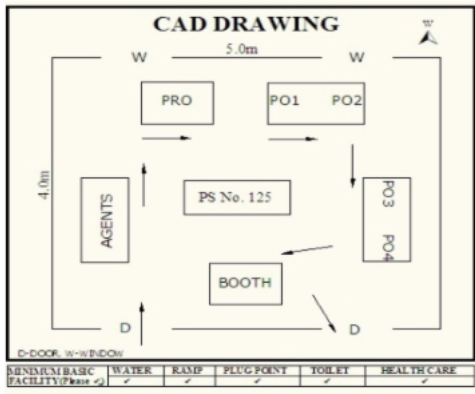 CAD DRAWING
W
W 5.0m W
PRO PO1 PO2
4.0m
AGENTS PS No. 125 PO3 PO4
BOOTH
D D
D-DOOR, W-WINDOW
MINIMUM BASIC FACILITY(Please ✓) WATER RAMP PLUG POINT TOILET HEALTH CARE
✓ ✓ ✓ ✓ ✓